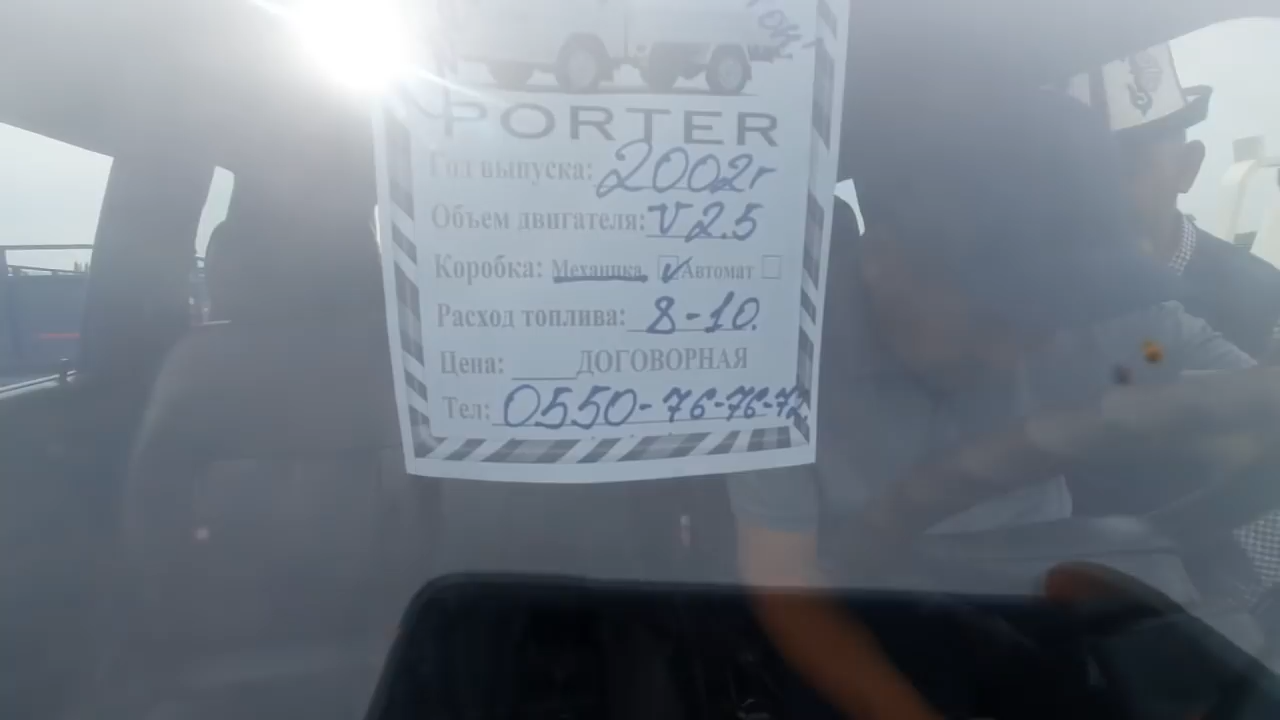 PORTER
Год выпуска: 2002г
Объем двигателя: V 2.5
Коробка: Механика Автомат
Расход топлива: 8-10.
Цена: ДОГОВОРНАЯ
Тел: 0550-76-76-72